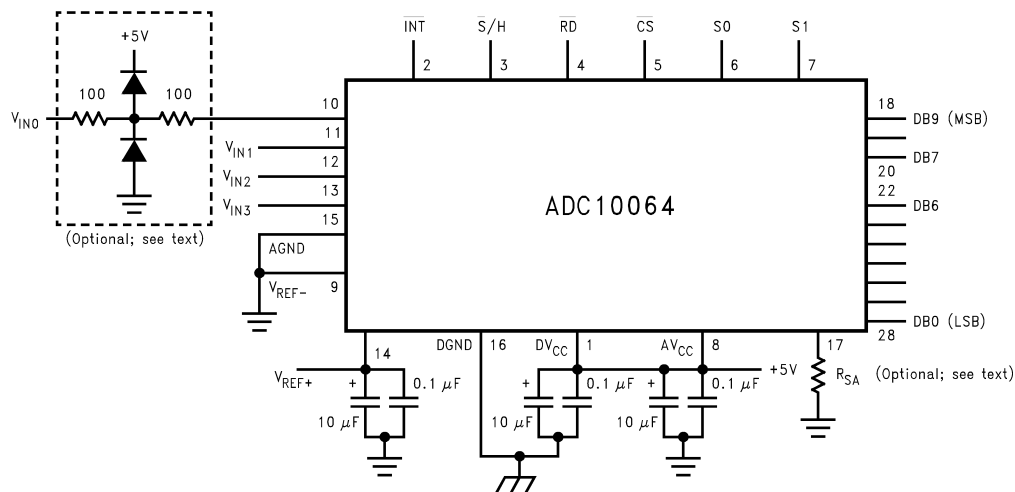 INT S/H RD CS S0 S1
2 3 4 5 6 7
+5V
100 100
V_IN0
(Optional; see text)
10
11
V_IN1
12
V_IN2
13
V_IN3
15
AGND
V_REF-
9
ADC10064
18
DB9 (MSB)
DB7
20
22
DB6
DB0 (LSB)
28
14
DGND 16
DV_CC 1
AV_CC 8
17
V_REF+
+ 0.1 μF
10 μF
+ 0.1 μF
10 μF
+ 0.1 μF
10 μF
+5V
R_SA (Optional; see text)